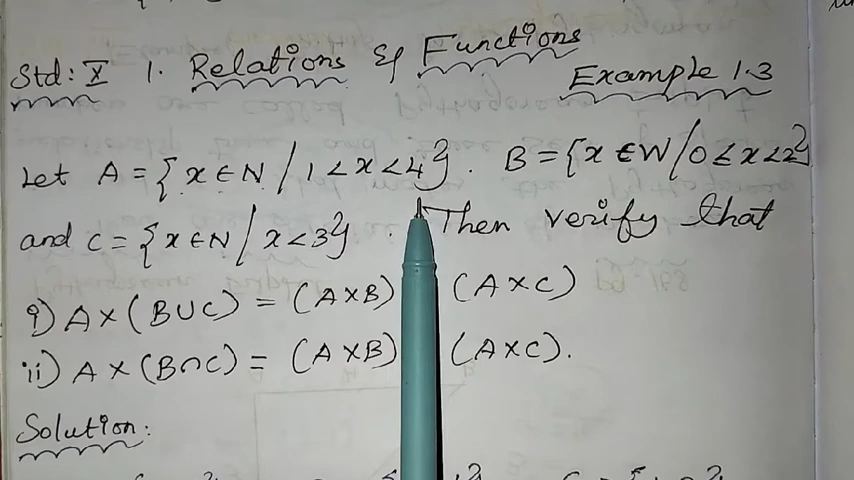 Std: X 1. Relations & Functions
Example 1.3
Let A = { x ∈ N / 1 < x < 4}. B = {x ∈ W / 0 ≤ x < 2}
and C = { x ∈ N / x < 3} . Then verify that
i) A × (B ∪ C) = (A × B) (A × C)
ii) A × (B ∩ C) = (A × B) (A × C).
Solution: